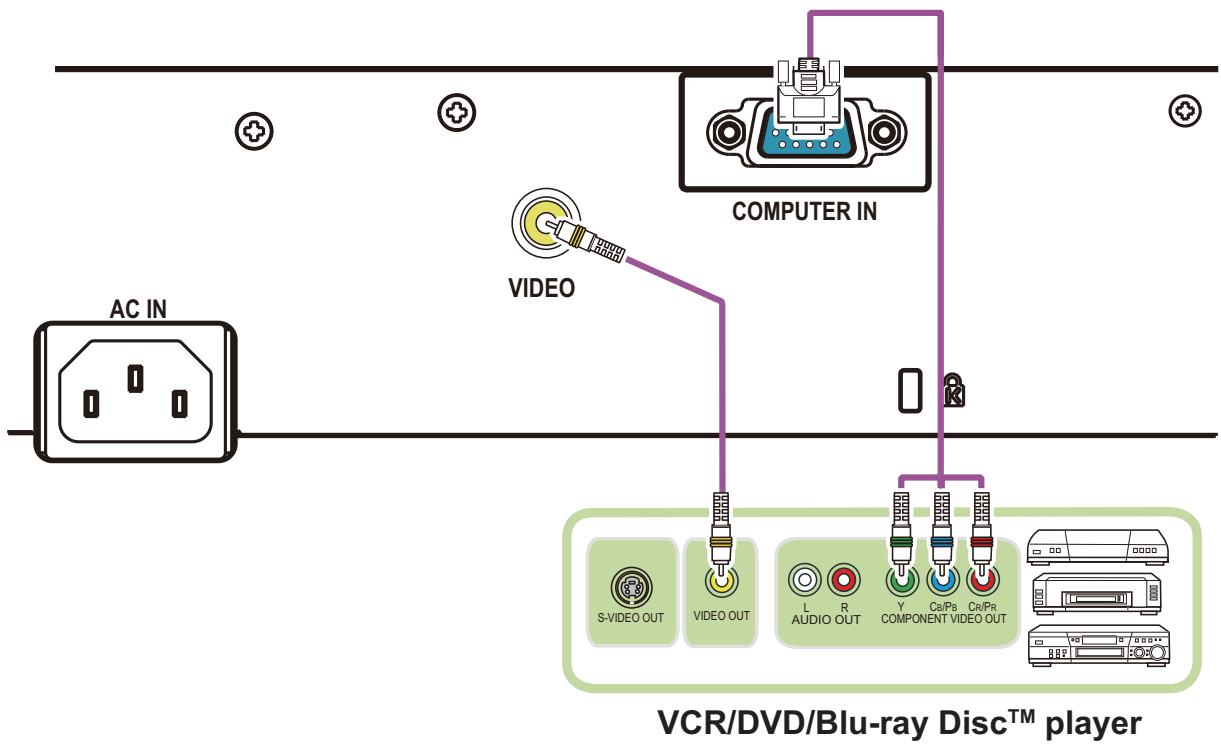 COMPUTER IN
VIDEO
AC IN
K
S-VIDEO OUT
VIDEO OUT
L R
AUDIO OUT
Y CB/PB CR/PR
COMPONENT VIDEO OUT
VCR/DVD/Blu-ray Disc™ player